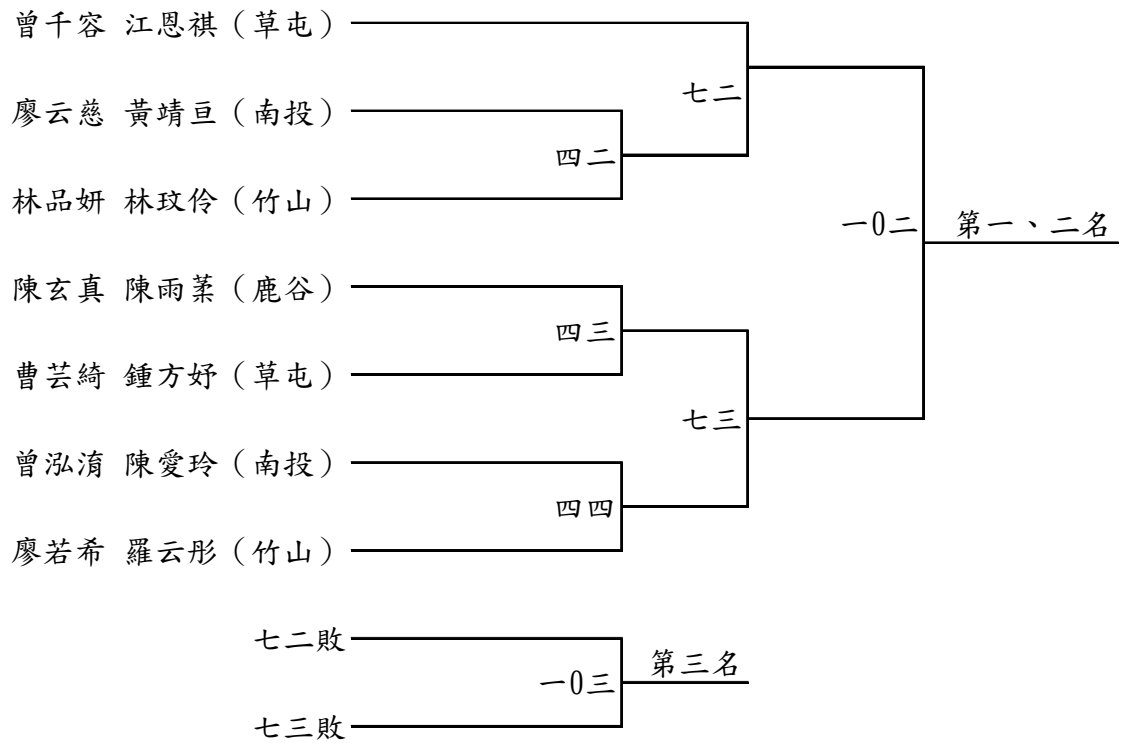 曾千容 江恩祺（草屯）
七二
廖云慈 黃靖亘（南投）
四二
林品妍 林玟伶（竹山）
一0二 第一、二名
陳玄真 陳雨蓁（鹿谷）
四三
曹芸綺 鍾方妤（草屯）
七三
曾泓淯 陳愛玲（南投）
四四
廖若希 羅云彤（竹山）
七二敗
一0三 第三名
七三敗